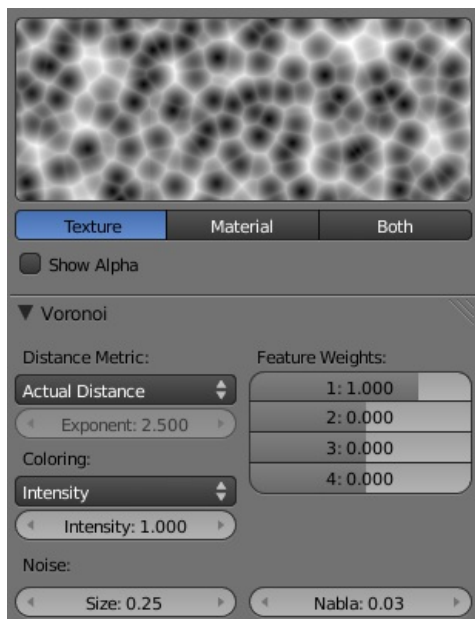 Texture Material Both
Show Alpha
Voronoi
Distance Metric:
Actual Distance
Exponent: 2.500
Coloring:
Intensity
Intensity: 1.000
Feature Weights:
1: 1.000
2: 0.000
3: 0.000
4: 0.000
Noise:
Size: 0.25 Nabla: 0.03